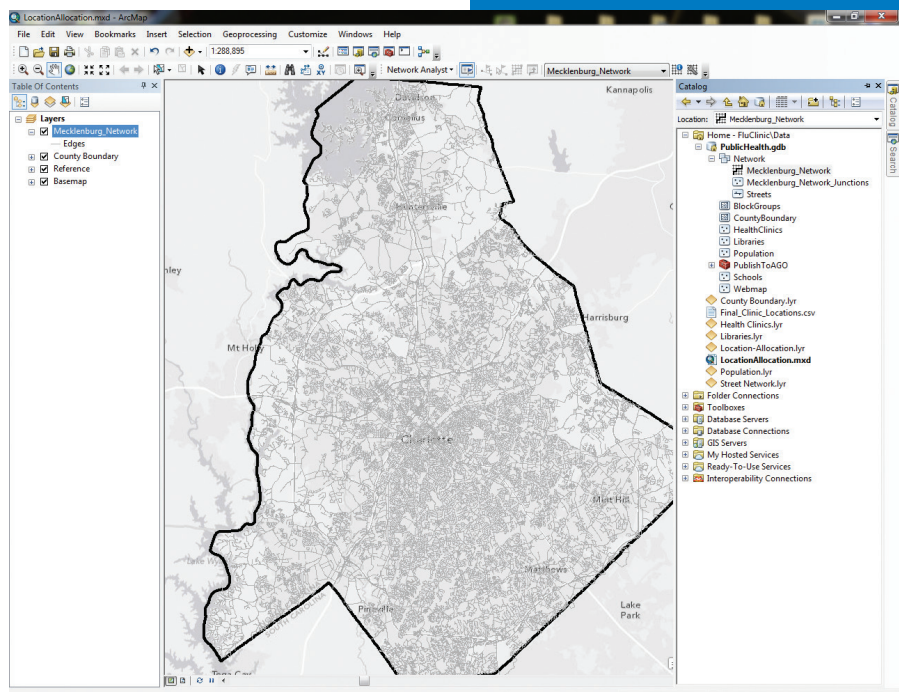 LocationAllocation.mxd - ArcMap
File Edit View Bookmarks Insert Selection Geoprocessing Customize Windows Help
1:288,895
Network Analyst
Mecklenburg_Network
Table Of Contents
Layers
Mecklenburg_Network
Edges
County Boundary
Reference
Basemap
Kannapolis
Davidson
Cornelius
Huntersville
Harrisburg
Mt Holly
Charlotte
Mint Hill
Matthews
Pineville
SOUTH CAROLINA
Lake
Park
Catalog
Location: Mecklenburg_Network
Home - FluClinic\Data
PublicHealth.gdb
Network
Mecklenburg_Network
Mecklenburg_Network_Junctions
Streets
BlockGroups
CountyBoundary
HealthClinics
Libraries
Population
PublishToAGO
Schools
Webmap
County Boundary.lyr
Final_Clinic_Locations.csv
Health Clinics.lyr
Libraries.lyr
Location-Allocation.lyr
LocationAllocation.mxd
Population.lyr
Street Network.lyr
Folder Connections
Toolboxes
Database Servers
Database Connections
GIS Servers
My Hosted Services
Ready-To-Use Services
Interoperability Connections
Catalog
Search